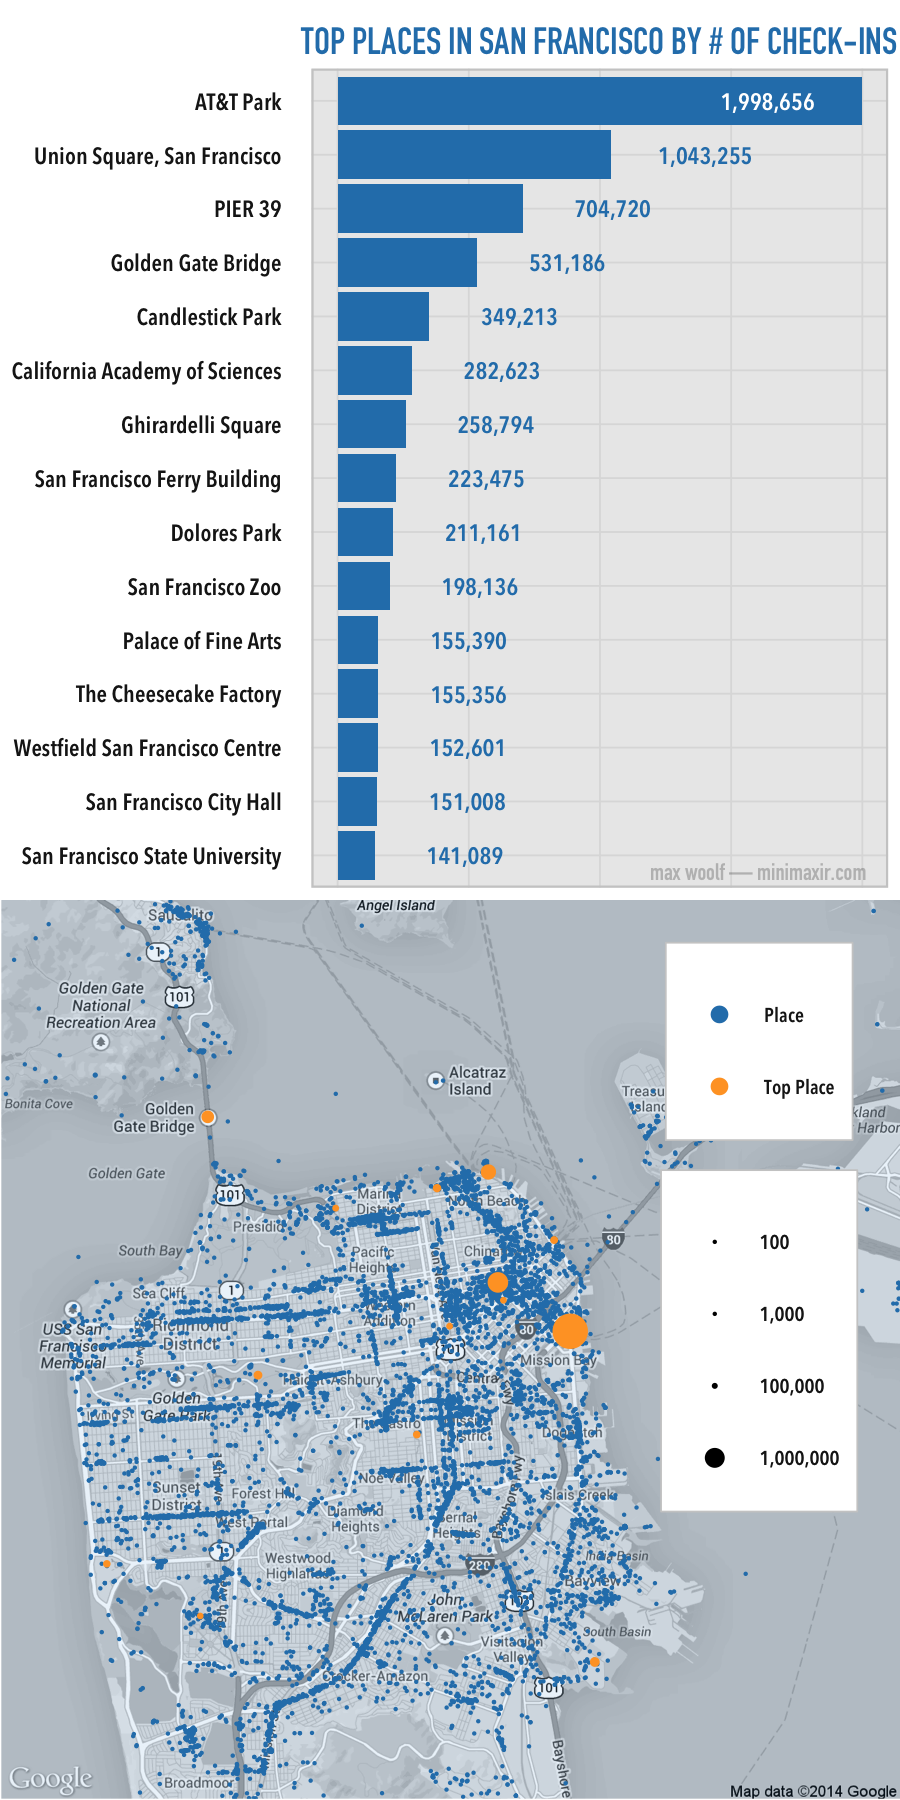 TOP PLACES IN SAN FRANCISCO BY # OF CHECK-INS
AT&T Park 1,998,656
Union Square, San Francisco 1,043,255
PIER 39 704,720
Golden Gate Bridge 531,186
Candlestick Park 349,213
California Academy of Sciences 282,623
Ghirardelli Square 258,794
San Francisco Ferry Building 223,475
Dolores Park 211,161
San Francisco Zoo 198,136
Palace of Fine Arts 155,390
The Cheesecake Factory 155,356
Westfield San Francisco Centre 152,601
San Francisco City Hall 151,008
San Francisco State University 141,089
max woolf — minimaxir.com
Angel Island
Sausalito
1
101
Golden Gate
National
Recreation Area
Place
Top Place
Alcatraz
Island
Bonita Cove
Golden
Gate Bridge
Golden Gate
101
Marina
District
North Beach
Presidio
South Bay
Pacific
Heights
80
100
1,000
100,000
1,000,000
Sea Cliff
1
Richmond
District
Western
Addition
USS San
Francisco
Memorial
80
101
Mission Bay
Haight-Ashbury
Central
Golden
Gate Park
Irving St
The Castro
Mission
District
Noe Valley
Sunset
District
Forest Hill
Islais Creek
Diamond
Heights
Bernal
Heights
Bayshore Fwy
West Portal
1
Westwood
Highlands
280
India Basin
Bayview
John
McLaren Park
101
South Basin
Visitacion
Valley
Crocker-Amazon
101
Bayshore
Broadmoor
Google
Map data ©2014 Google